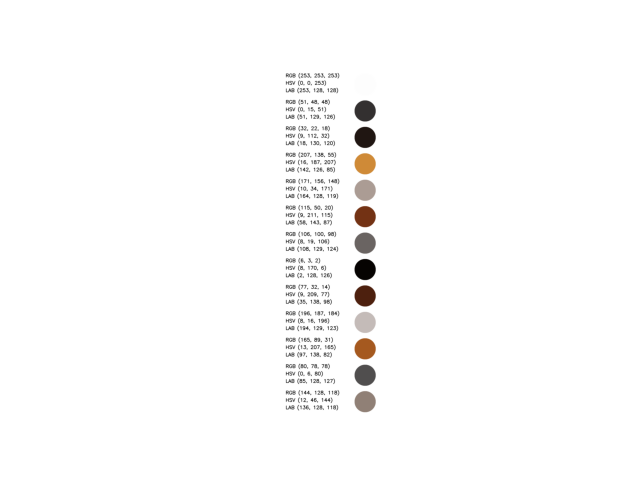 RGB (253, 253, 253)
HSV (0, 0, 253)
LAB (253, 128, 128)
RGB (51, 48, 48)
HSV (0, 15, 51)
LAB (51, 129, 126)
RGB (32, 22, 18)
HSV (9, 112, 32)
LAB (18, 130, 120)
RGB (207, 138, 55)
HSV (16, 187, 207)
LAB (142, 126, 85)
RGB (171, 156, 148)
HSV (10, 34, 171)
LAB (164, 128, 119)
RGB (115, 50, 20)
HSV (9, 211, 115)
LAB (58, 143, 87)
RGB (106, 100, 98)
HSV (8, 19, 106)
LAB (108, 129, 124)
RGB (6, 3, 2)
HSV (8, 170, 6)
LAB (2, 128, 126)
RGB (77, 32, 14)
HSV (9, 209, 77)
LAB (35, 138, 98)
RGB (196, 187, 184)
HSV (8, 16, 196)
LAB (194, 129, 123)
RGB (165, 89, 31)
HSV (13, 207, 165)
LAB (97, 138, 82)
RGB (80, 78, 78)
HSV (0, 6, 80)
LAB (85, 128, 127)
RGB (144, 128, 118)
HSV (12, 46, 144)
LAB (136, 128, 118)